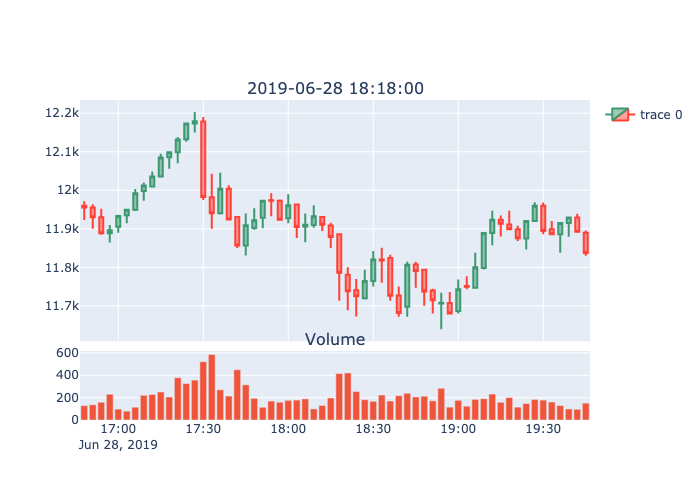 2019-06-28 18:18:00
12.2k
12.1k
12k
11.9k
11.8k
11.7k
trace 0
Volume
600
400
200
0
17:00 17:30 18:00 18:30 19:00 19:30
Jun 28, 2019